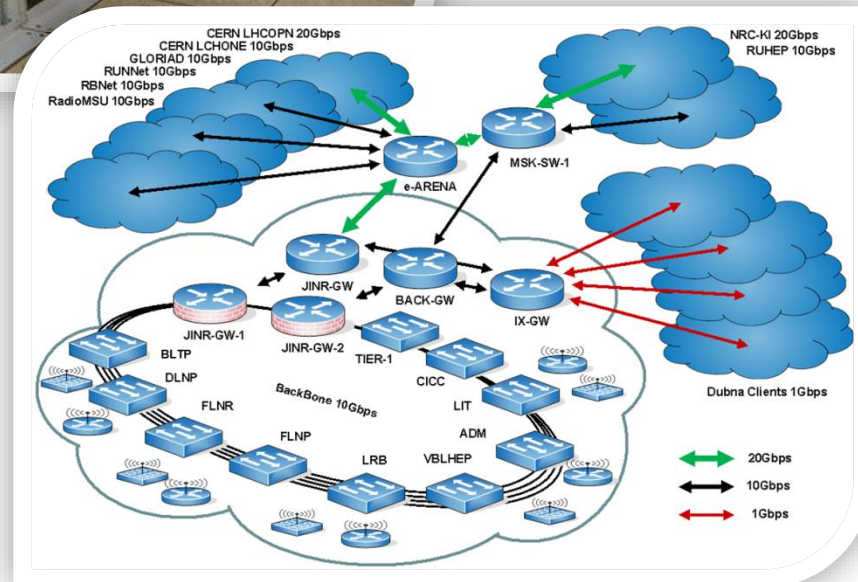 CERN LHCOPN 20Gbps
CERN LCHONE 10Gbps
GLORIAD 10Gbps
RUNNet 10Gbps
RBNet 10Gbps
RadioMSU 10Gbps
NRC-KI 20Gbps
RUHEP 10Gbps
e-ARENA
MSK-SW-1
JINR-GW
BACK-GW
IX-GW
JINR-GW-1
JINR-GW-2
TIER-1
BLTP
CICC
DLNP
LIT
BackBone 10Gbps
FLNR
ADM
FLNP
LRB
VBLHEP
Dubna Clients 1Gbps
20Gbps
10Gbps
1Gbps